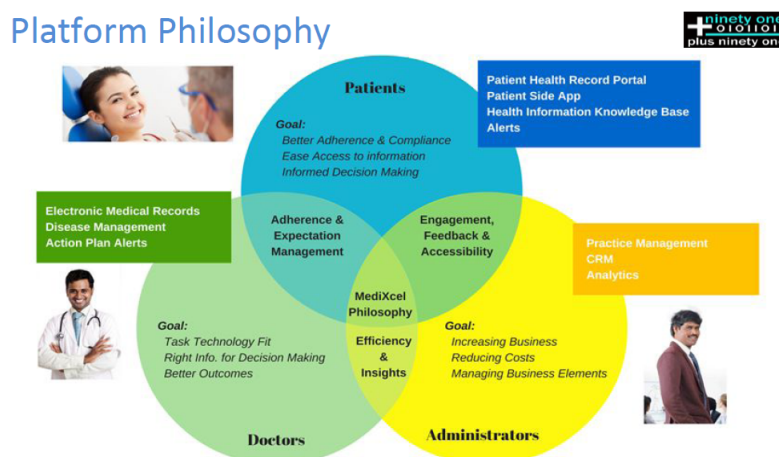 Platform Philosophy
ninety one
01011011
plus ninety one
Patients
Goal:
Better Adherence & Compliance
Ease Access to information
Informed Decision Making
Patient Health Record Portal
Patient Side App
Health Information Knowledge Base
Alerts
Electronic Medical Records
Disease Management
Action Plan Alerts
Adherence &
Expectation
Management
Engagement,
Feedback &
Accessibility
Practice Management
CRM
Analytics
MediXcel
Philosophy
Goal:
Task Technology Fit
Right Info. for Decision Making
Better Outcomes
Efficiency
&
Insights
Goal:
Increasing Business
Reducing Costs
Managing Business Elements
Doctors
Administrators